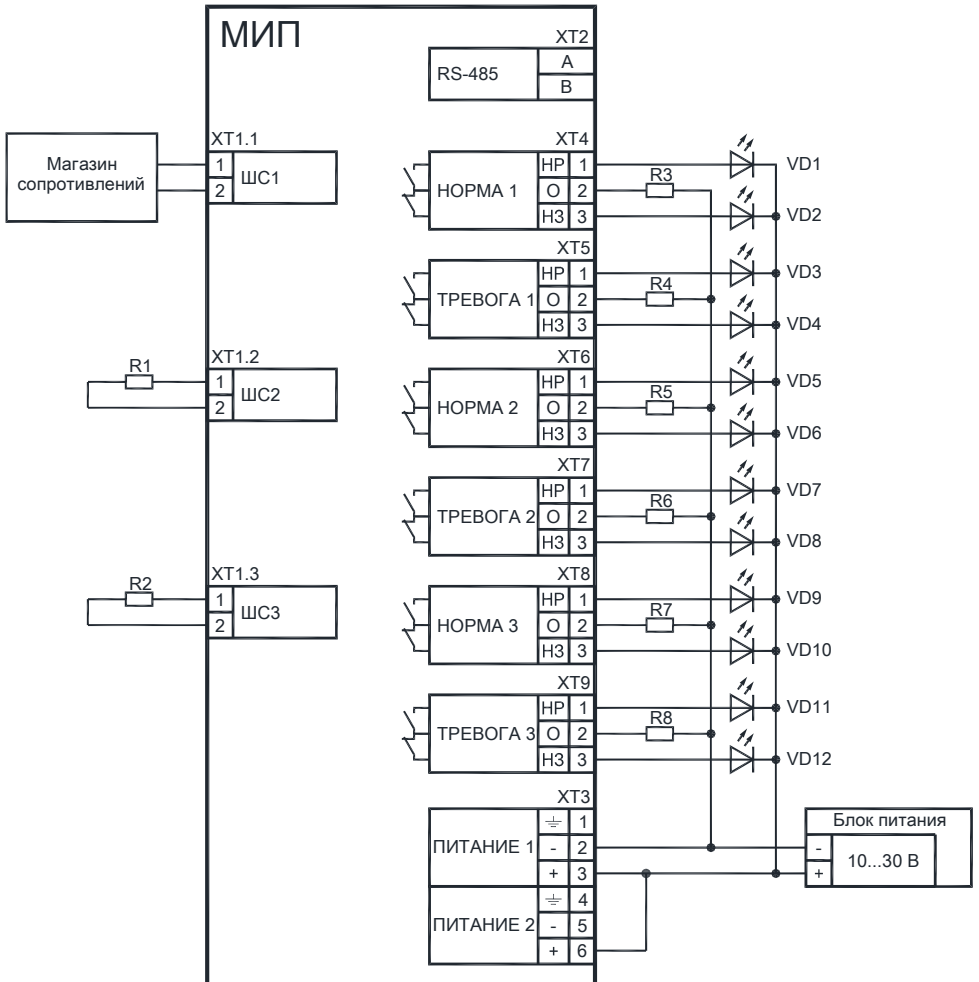 МИП
XT2
RS-485
A
B
XT1.1
Магазин
сопротивлений
1
2
ШС1
XT4
НОРМА 1
НР 1
О 2
НЗ 3
R3
VD1
VD2
XT5
ТРЕВОГА 1
НР 1
О 2
НЗ 3
R4
VD3
VD4
XT1.2
R1
1
2
ШС2
XT6
НОРМА 2
НР 1
О 2
НЗ 3
R5
VD5
VD6
XT7
ТРЕВОГА 2
НР 1
О 2
НЗ 3
R6
VD7
VD8
XT1.3
R2
1
2
ШС3
XT8
НОРМА 3
НР 1
О 2
НЗ 3
R7
VD9
VD10
XT9
ТРЕВОГА 3
НР 1
О 2
НЗ 3
R8
VD11
VD12
XT3
ПИТАНИЕ 1
1
- 2
+ 3
ПИТАНИЕ 2
4
- 5
+ 6
Блок питания
-
+
10...30 В